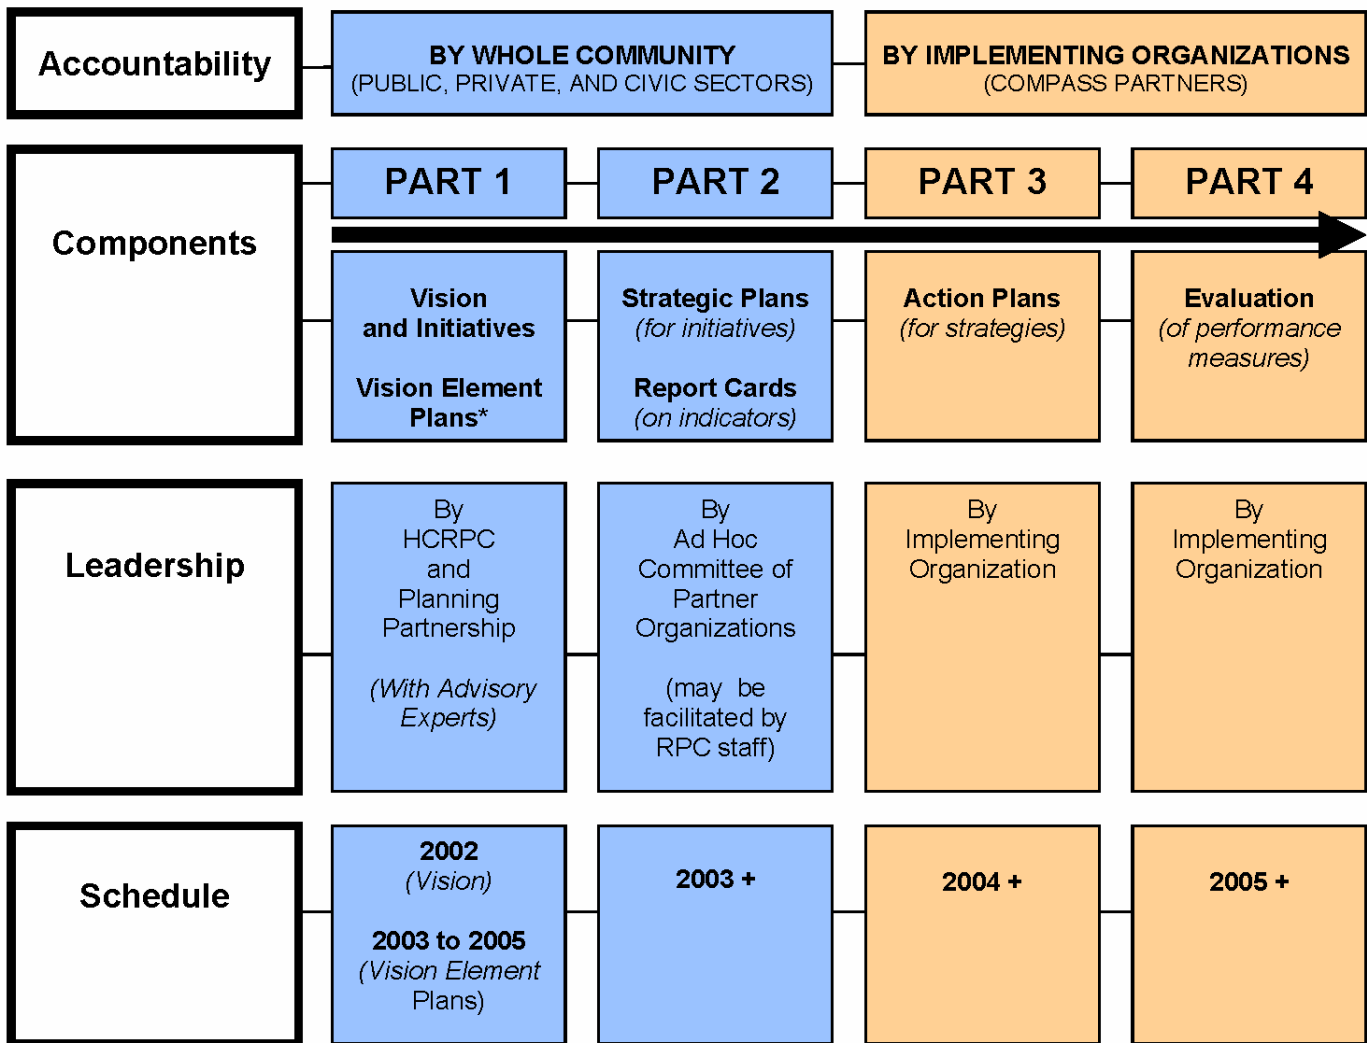 Accountability
BY WHOLE COMMUNITY
(PUBLIC, PRIVATE, AND CIVIC SECTORS)
BY IMPLEMENTING ORGANIZATIONS
(COMPASS PARTNERS)
Components
PART 1
PART 2
PART 3
PART 4
Vision
and Initiatives
Vision Element
Plans*
Strategic Plans
(for initiatives)
Report Cards
(on indicators)
Action Plans
(for strategies)
Evaluation
(of performance
measures)
Leadership
By
HCRPC
and
Planning
Partnership
(With Advisory
Experts)
By
Ad Hoc
Committee of
Partner
Organizations
(may be
facilitated by
RPC staff)
By
Implementing
Organization
By
Implementing
Organization
Schedule
2002
(Vision)
2003 to 2005
(Vision Element
Plans)
2003 +
2004 +
2005 +